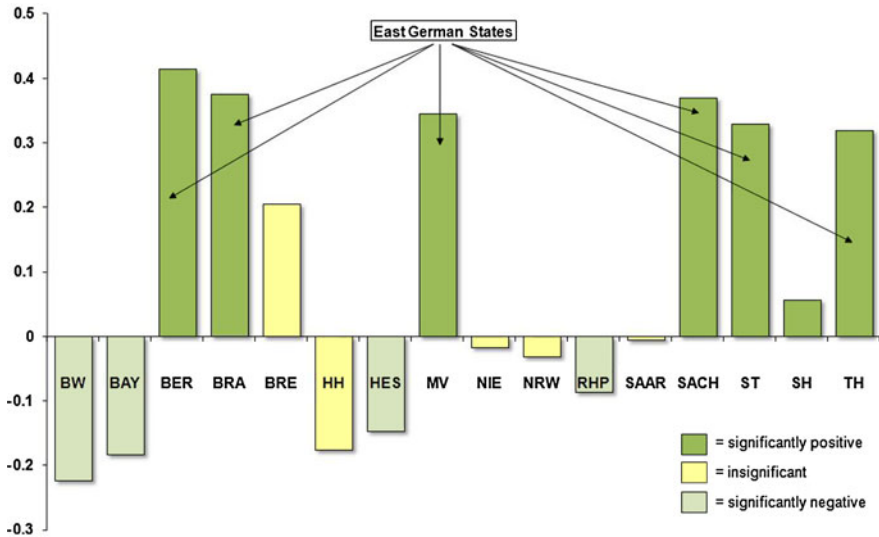 0.5
East German States
0.4
0.3
0.2
0.1
0
BW BAY BER BRA BRE HH HES MV NIE NRW RHP SAAR SACH ST SH TH
-0.1
= significantly positive
-0.2
= insignificant
= significantly negative
-0.3